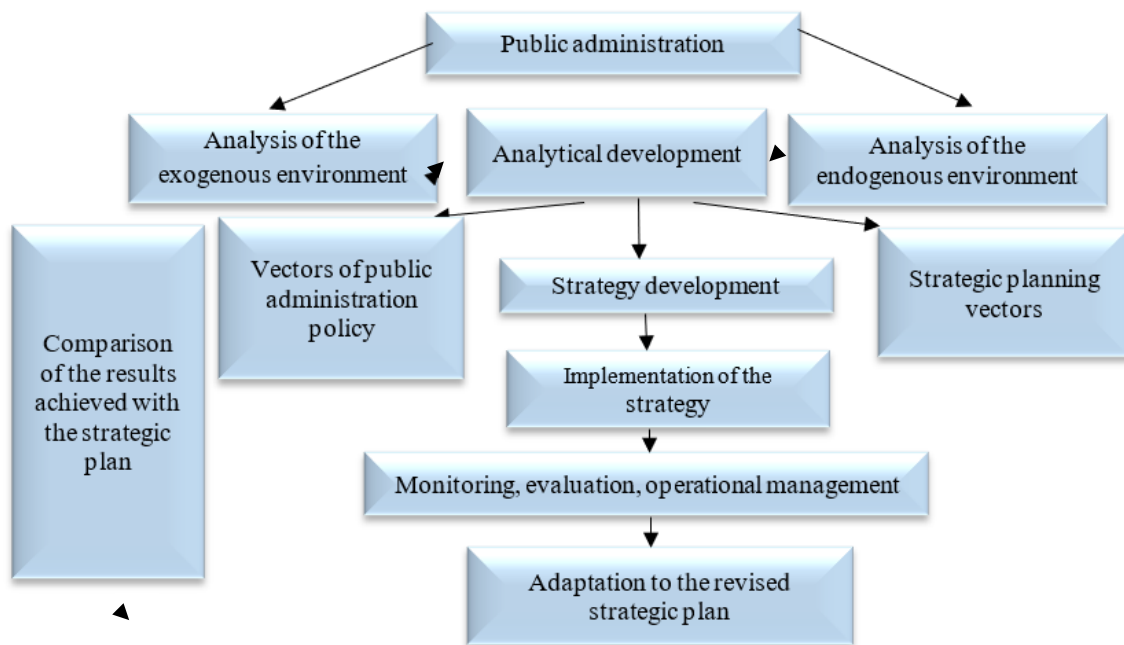 Public administration
Analysis of the
exogenous environment
Analytical development
Analysis of the
endogenous environment
Comparison
of the results
achieved with
the strategic
plan
Vectors of public
administration
policy
Strategy development
Strategic planning
vectors
Implementation of the
strategy
Monitoring, evaluation, operational management
Adaptation to the revised
strategic plan